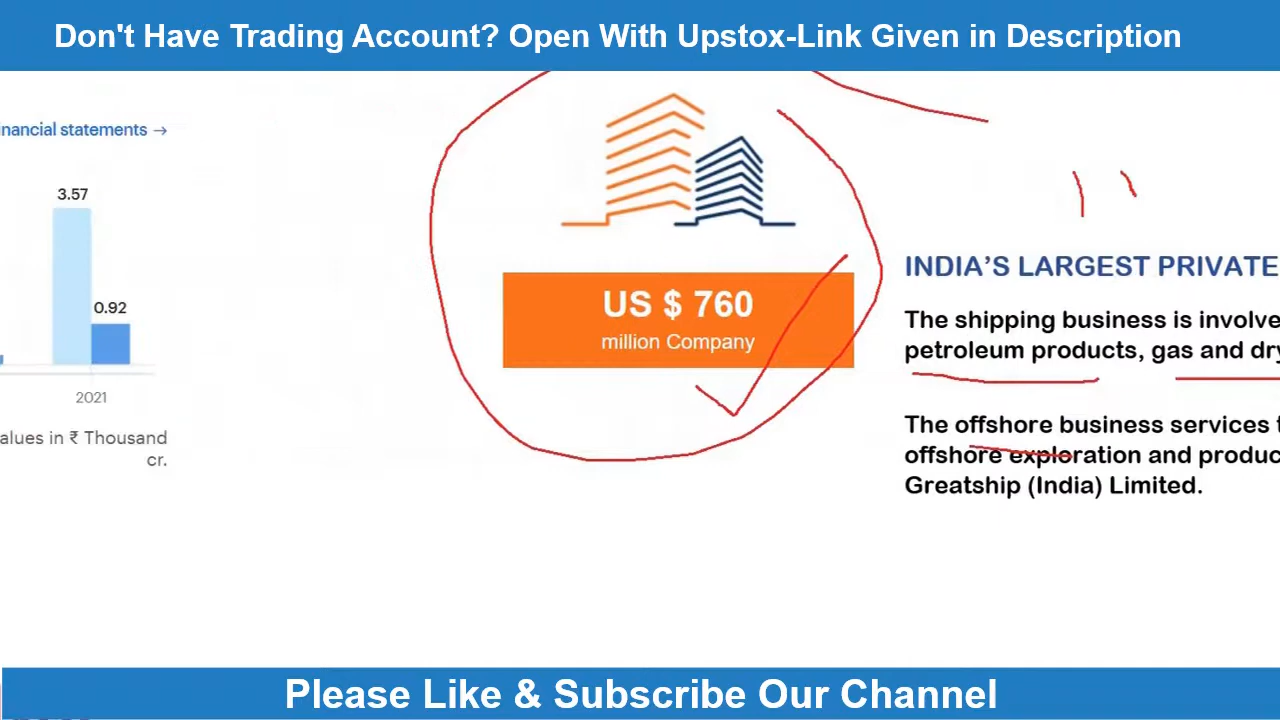 Don't Have Trading Account? Open With Upstox-Link Given in Description
inancial statements →
3.57
0.92
2021
alues in ₹ Thousand
cr.
US $ 760
million Company
INDIA'S LARGEST PRIVATE
The shipping business is involve
petroleum products, gas and dry
The offshore business services t
offshore exploration and produc
Greatship (India) Limited.
Please Like & Subscribe Our Channel